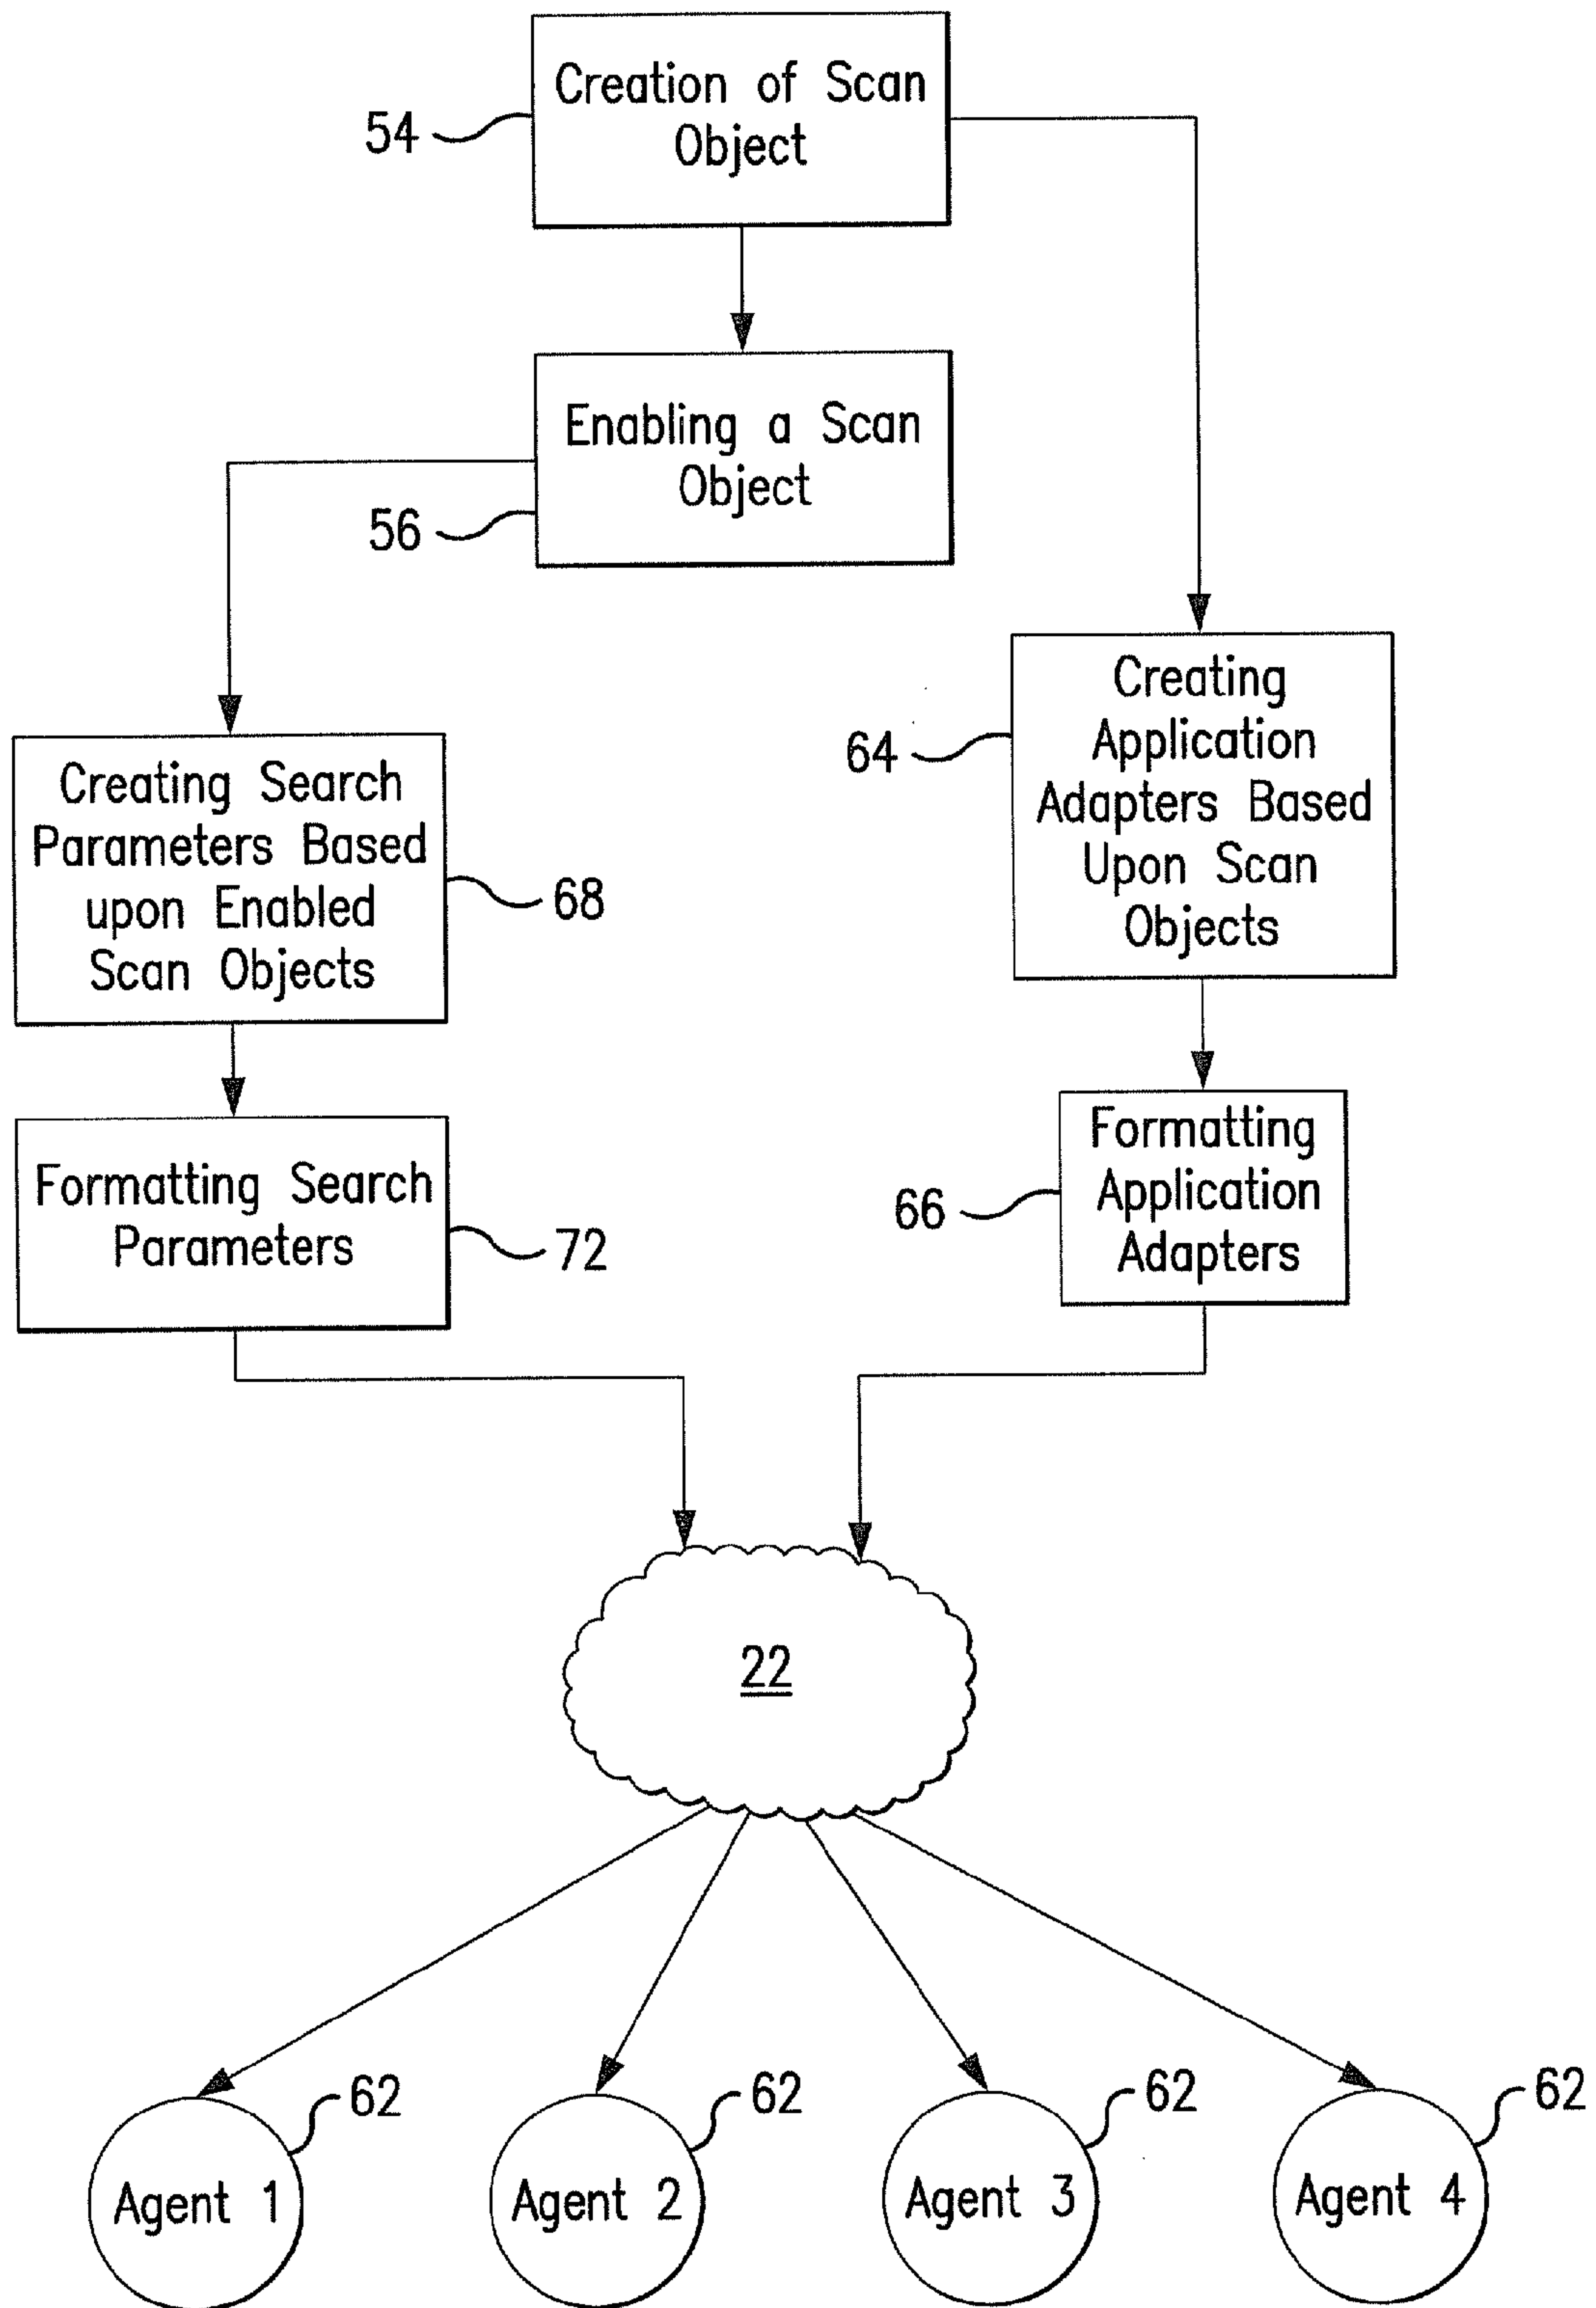 Creation of Scan
Object
54
Enabling a Scan
Object
56
Creating
Application
Adapters Based
Upon Scan
Objects
64
Creating Search
Parameters Based
upon Enabled
Scan Objects
68
Formatting
Application
Adapters
66
Formatting Search
Parameters
72
22
62
62
62
62
Agent 1
Agent 2
Agent 3
Agent 4